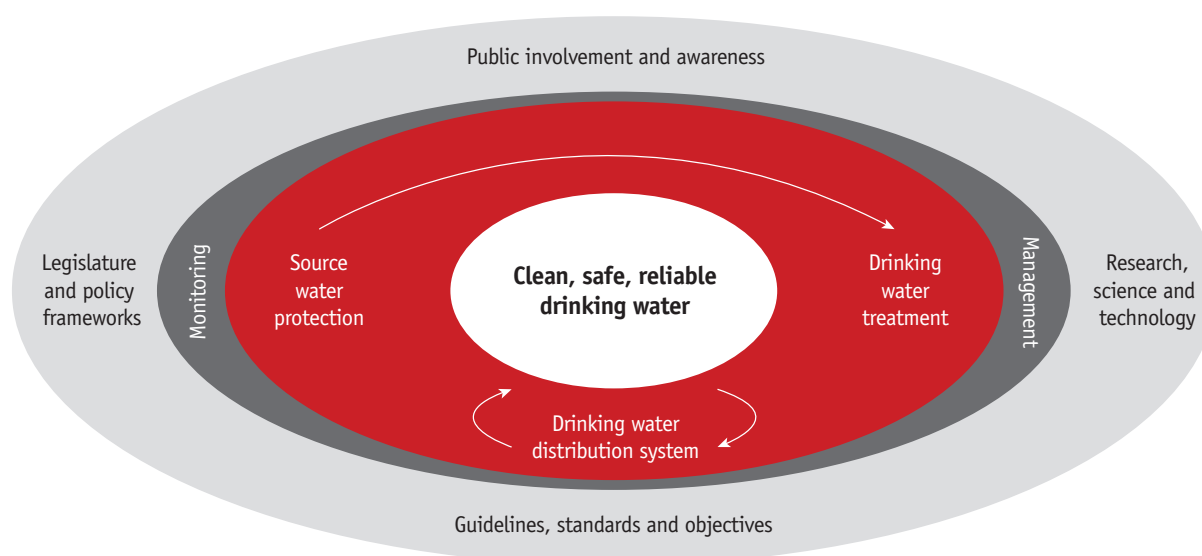 Public involvement and awareness
Legislature
and policy
frameworks
Monitoring
Source
water
protection
Clean, safe, reliable
drinking water
Drinking
water
treatment
Management
Research,
science and
technology
Drinking water
distribution system
Guidelines, standards and objectives